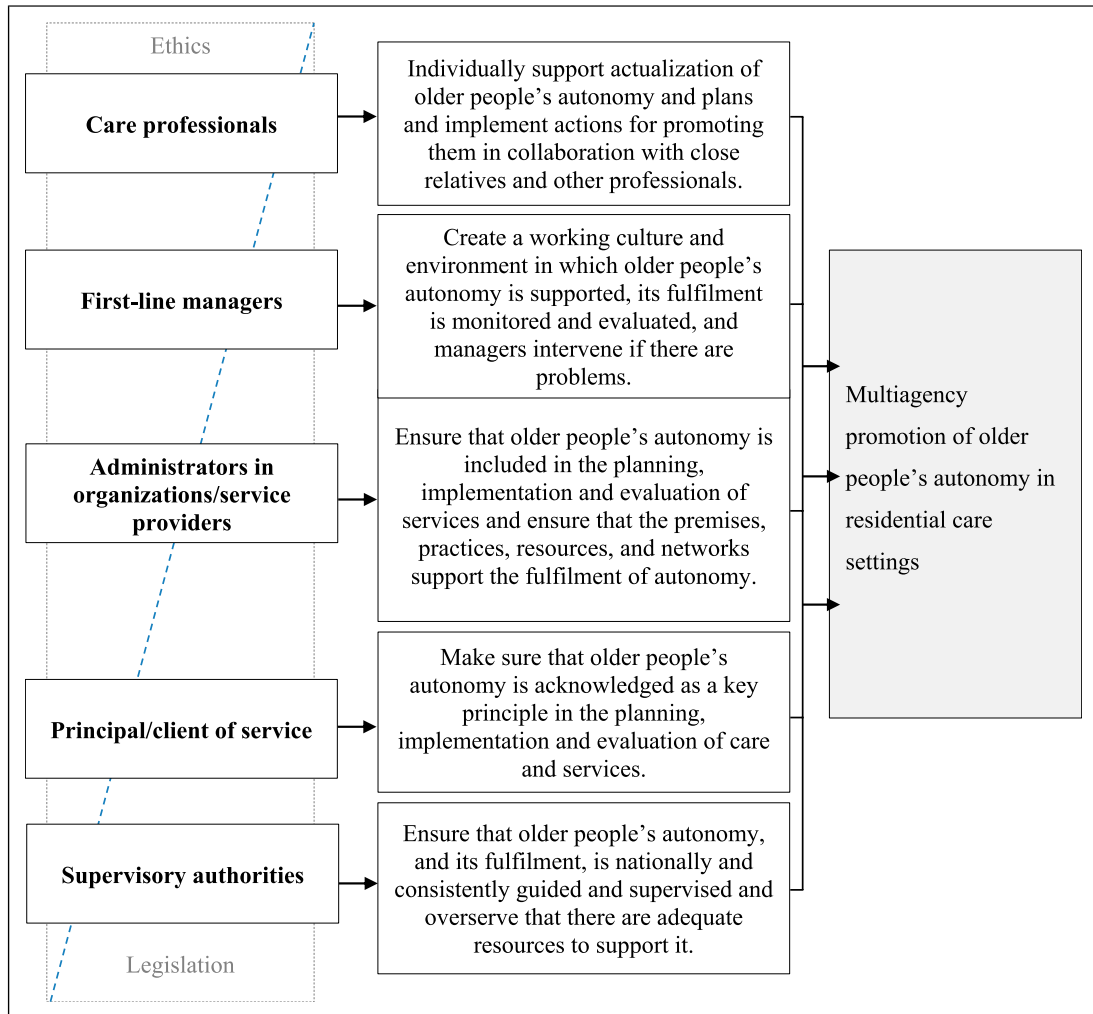 Ethics
Care professionals
Individually support actualization of
older people’s autonomy and plans
and implement actions for promoting
them in collaboration with close
relatives and other professionals.
First-line managers
Create a working culture and
environment in which older people’s
autonomy is supported, its fulfilment
is monitored and evaluated, and
managers intervene if there are
problems.
Administrators in
organizations/service
providers
Ensure that older people’s autonomy is
included in the planning,
implementation and evaluation of
services and ensure that the premises,
practices, resources, and networks
support the fulfilment of autonomy.
Principal/client of service
Make sure that older people’s
autonomy is acknowledged as a key
principle in the planning,
implementation and evaluation of care
and services.
Supervisory authorities
Ensure that older people’s autonomy,
and its fulfilment, is nationally and
consistently guided and supervised and
overserve that there are adequate
resources to support it.
Legislation
Multiagency
promotion of older
people’s autonomy in
residential care
settings